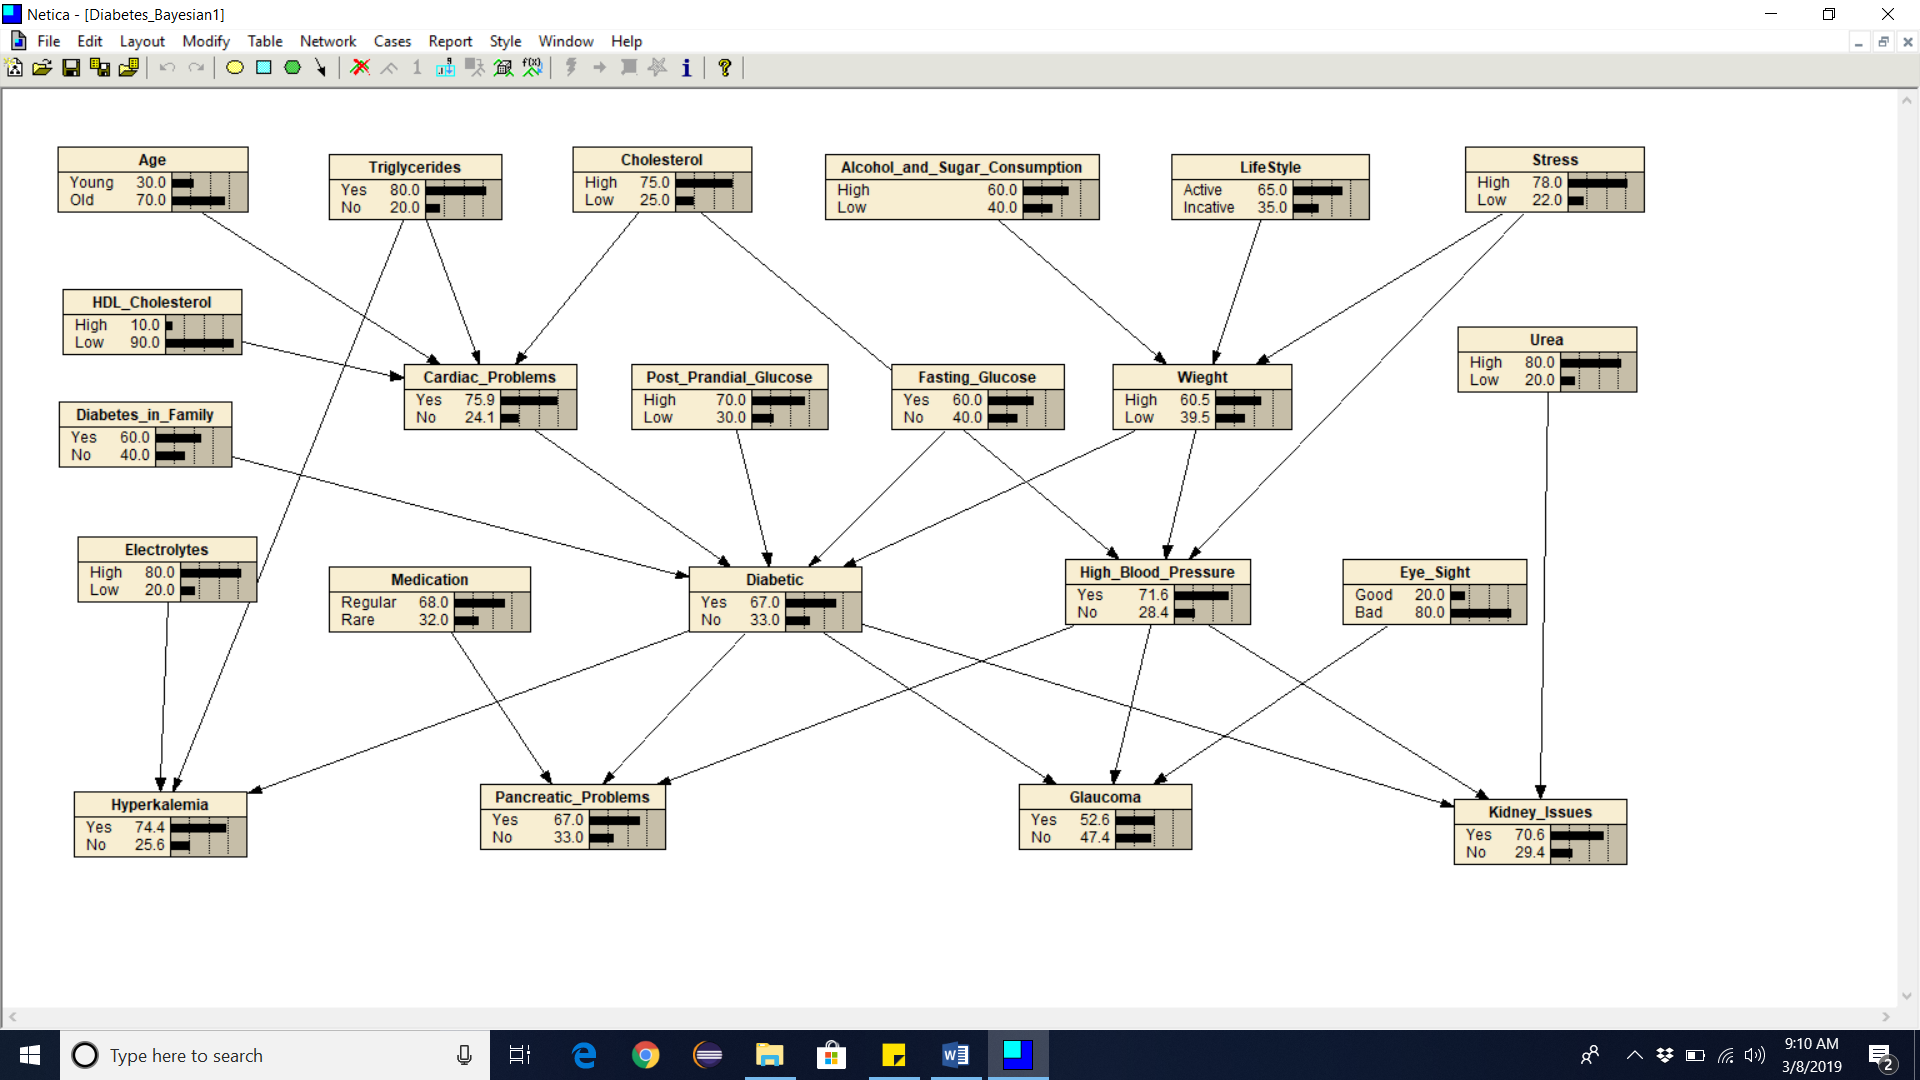 Netica - [Diabetes_Bayesian1]
File Edit Layout Modify Table Network Cases Report Style Window Help
Age
Young 30.0
Old 70.0
Triglycerides
Yes 80.0
No 20.0
Cholesterol
High 75.0
Low 25.0
Alcohol_and_Sugar_Consumption
High 60.0
Low 40.0
LifeStyle
Active 65.0
Incative 35.0
Stress
High 78.0
Low 22.0
HDL_Cholesterol
High 10.0
Low 90.0
Urea
High 80.0
Low 20.0
Cardiac_Problems
Yes 75.9
No 24.1
Post_Prandial_Glucose
High 70.0
Low 30.0
Fasting_Glucose
Yes 60.0
No 40.0
Wieght
High 60.5
Low 39.5
Diabetes_in_Family
Yes 60.0
No 40.0
Electrolytes
High 80.0
Low 20.0
Medication
Regular 68.0
Rare 32.0
Diabetic
Yes 67.0
No 33.0
High_Blood_Pressure
Yes 71.6
No 28.4
Eye_Sight
Good 20.0
Bad 80.0
Hyperkalemia
Yes 74.4
No 25.6
Pancreatic_Problems
Yes 67.0
No 33.0
Glaucoma
Yes 52.6
No 47.4
Kidney_Issues
Yes 70.6
No 29.4
Type here to search
9:10 AM
3/8/2019
2